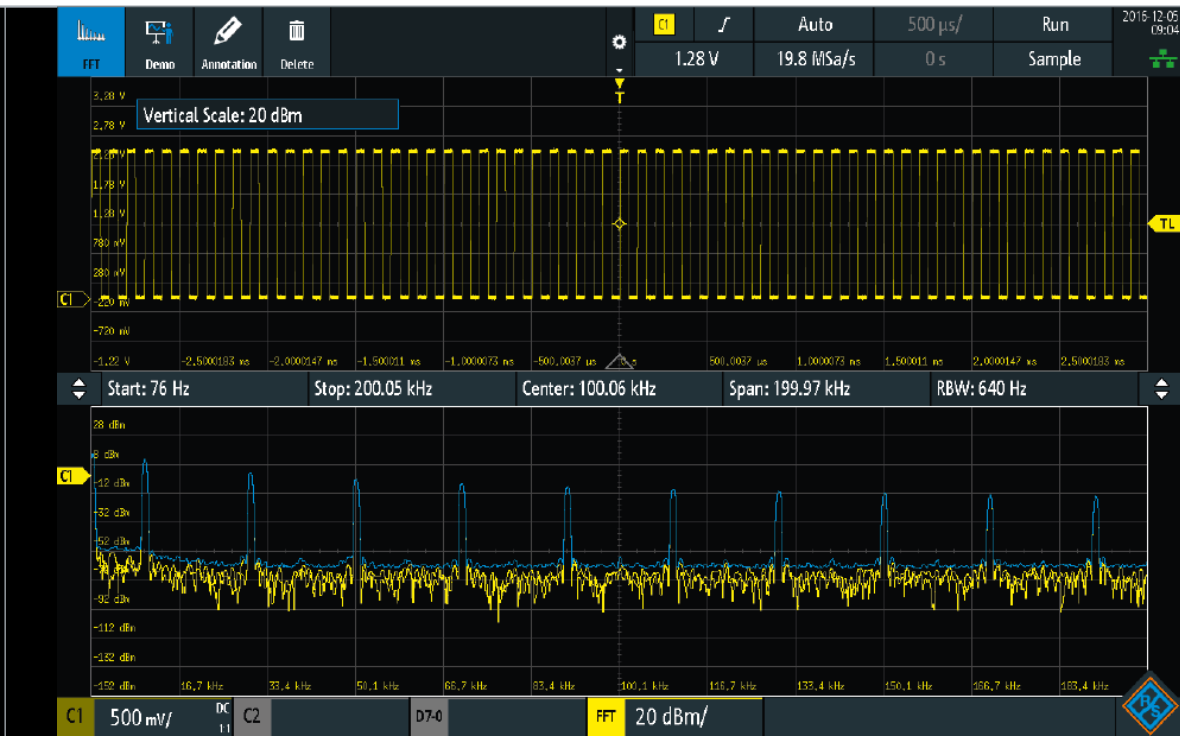 C1 Auto 500 µs/ Run 2016-12-05
09:04
FFT Demo Annotation Delete
1.28 V 19.8 MSa/s 0 s Sample
T
3.28 V
Vertical Scale: 20 dBm
2.78 V
2.28 V
1.78 V
1.28 V
TL
780 mV
280 mV
C1
-220 mV
-720 mV
-1.22 V -2.5000183 ms -2.0000147 ms -1.500011 ms -1.0000073 ms -500.0037 µs 0 s 500.0037 µs 1.0000073 ms 1.500011 ms 2.0000147 ms 2.5000183 ms
Start: 76 Hz Stop: 200.05 kHz Center: 100.06 kHz Span: 199.97 kHz RBW: 640 Hz
28 dBm
8 dBm
C1
-12 dBm
-32 dBm
-52 dBm
-92 dBm
-112 dBm
-132 dBm
-152 dBm 16.7 kHz 33.4 kHz 50.1 kHz 66.7 kHz 83.4 kHz 100.1 kHz 116.7 kHz 133.4 kHz 150.1 kHz 166.7 kHz 183.4 kHz
C1 500 mV/ DC C2 D7-0 FFT 20 dBm/
1:1
R&S